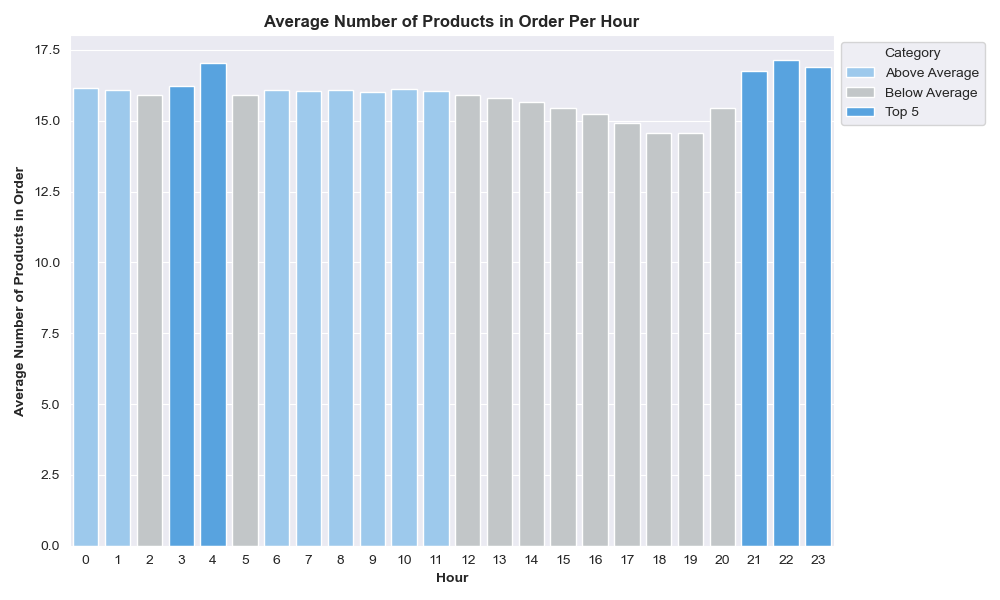 Average Number of Products in Order Per Hour
17.5
15.0
12.5
10.0
7.5
5.0
2.5
0.0
Average Number of Products in Order
0 1 2 3 4 5 6 7 8 9 10 11 12 13 14 15 16 17 18 19 20 21 22 23
Hour
Category
Above Average
Below Average
Top 5